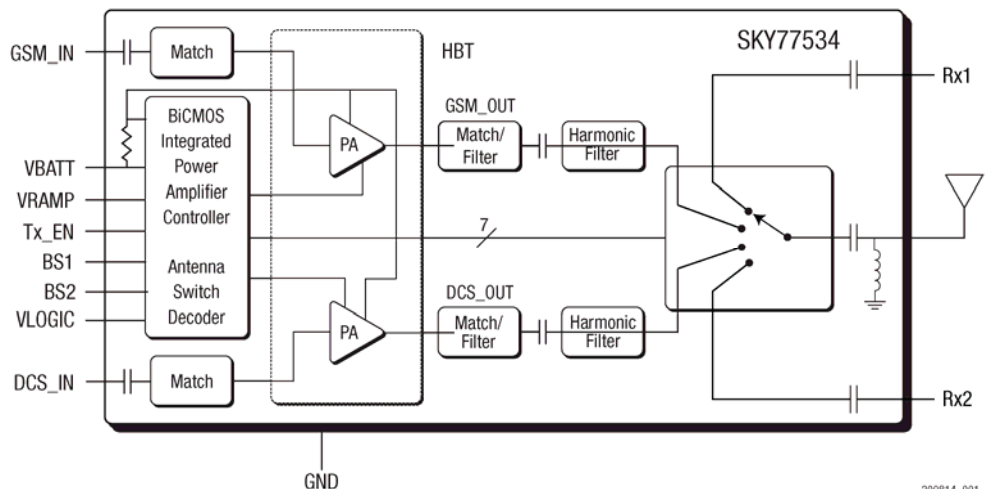 SKY77534
GSM_IN
Match
HBT
Rx1
BiCMOS
Integrated
Power
Amplifier
Controller
Antenna
Switch
Decoder
VBATT
VRAMP
Tx_EN
BS1
BS2
VLOGIC
PA
GSM_OUT
Match/
Filter
Harmonic
Filter
7
PA
DCS_OUT
Match/
Filter
Harmonic
Filter
DCS_IN
Match
Rx2
GND